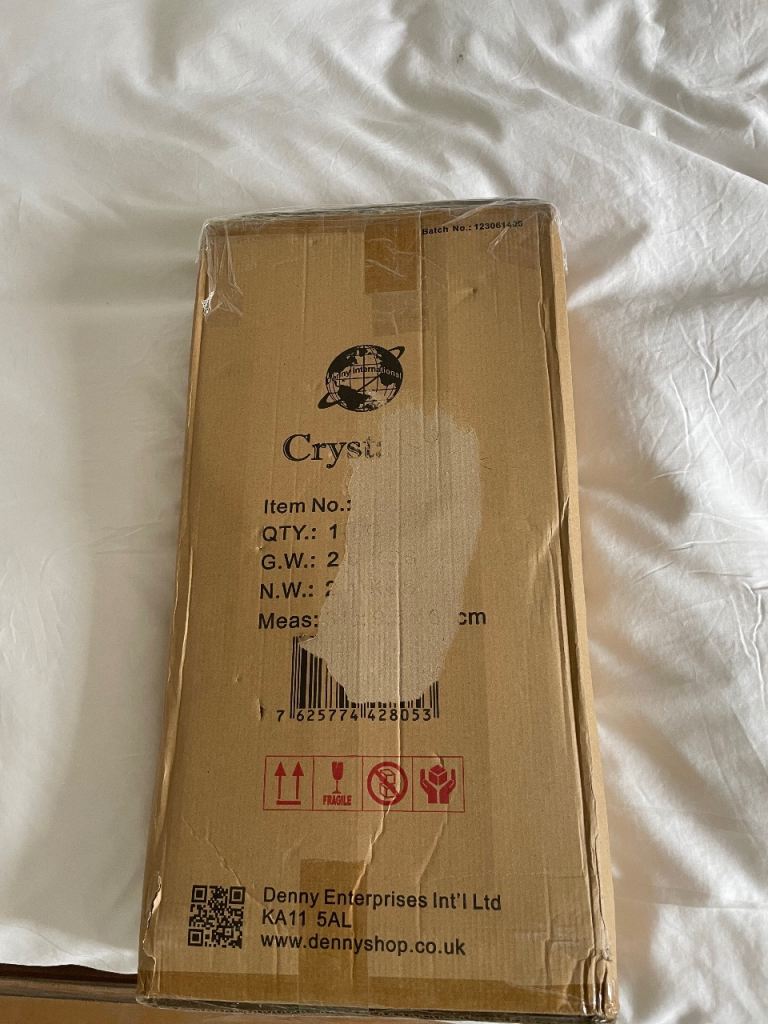 Batch No.: 123061405
Denny International
Cryst
Item No.:
QTY.: 1
G.W.: 2
N.W.: 2
Meas: cm
7 625774 428053
FRAGILE
Denny Enterprises Int'l Ltd
KA11 5AL
www.dennyshop.co.uk